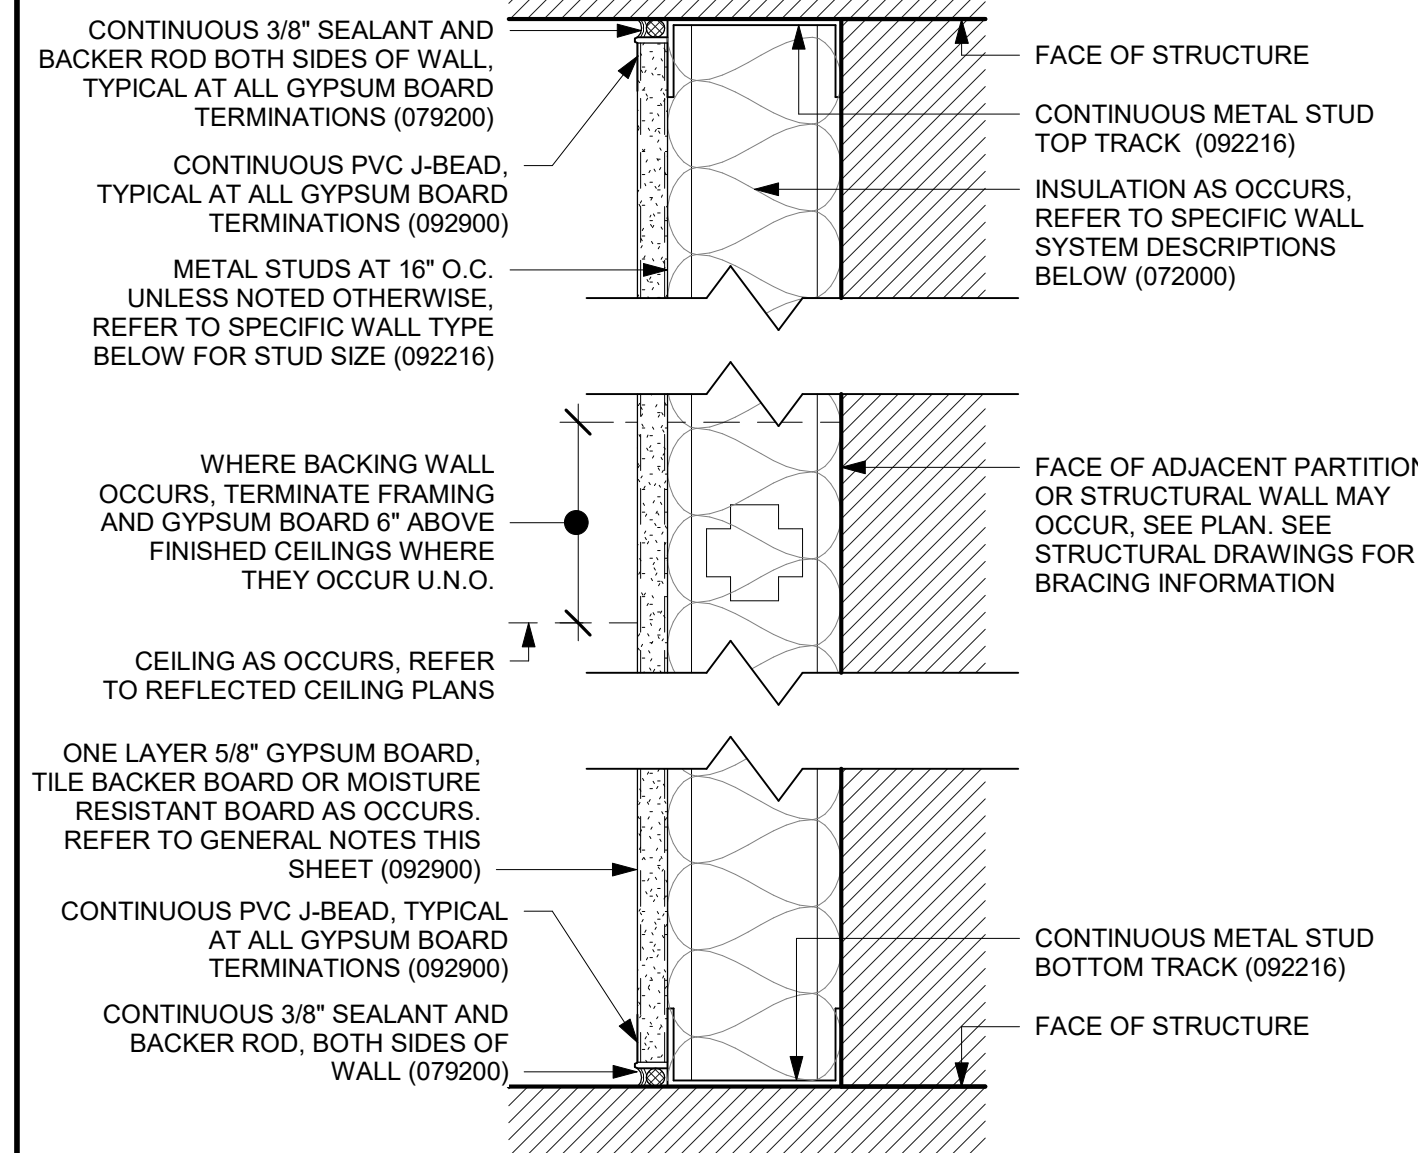 CONTINUOUS 3/8" SEALANT AND
BACKER ROD BOTH SIDES OF WALL,
TYPICAL AT ALL GYPSUM BOARD
TERMINATIONS (079200)
CONTINUOUS PVC J-BEAD,
TYPICAL AT ALL GYPSUM BOARD
TERMINATIONS (092900)
METAL STUDS AT 16" O.C.
UNLESS NOTED OTHERWISE,
REFER TO SPECIFIC WALL TYPE
BELOW FOR STUD SIZE (092216)
WHERE BACKING WALL
OCCURS, TERMINATE FRAMING
AND GYPSUM BOARD 6" ABOVE
FINISHED CEILINGS WHERE
THEY OCCUR U.N.O.
CEILING AS OCCURS, REFER
TO REFLECTED CEILING PLANS
ONE LAYER 5/8" GYPSUM BOARD,
TILE BACKER BOARD OR MOISTURE
RESISTANT BOARD AS OCCURS.
REFER TO GENERAL NOTES THIS
SHEET (092900)
CONTINUOUS PVC J-BEAD, TYPICAL
AT ALL GYPSUM BOARD
TERMINATIONS (092900)
CONTINUOUS 3/8" SEALANT AND
BACKER ROD, BOTH SIDES OF
WALL (079200)
FACE OF STRUCTURE
CONTINUOUS METAL STUD
TOP TRACK (092216)
INSULATION AS OCCURS,
REFER TO SPECIFIC WALL
SYSTEM DESCRIPTIONS
BELOW (072000)
FACE OF ADJACENT PARTITION
OR STRUCTURAL WALL MAY
OCCUR, SEE PLAN. SEE
STRUCTURAL DRAWINGS FOR
BRACING INFORMATION
CONTINUOUS METAL STUD
BOTTOM TRACK (092216)
FACE OF STRUCTURE